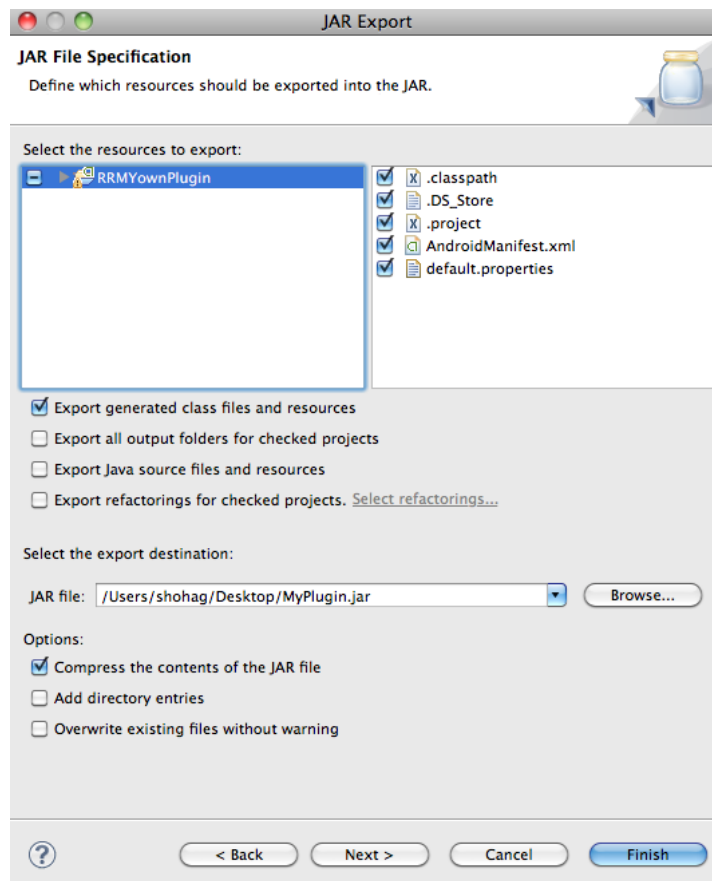 JAR Export
JAR File Specification
Define which resources should be exported into the JAR.
Select the resources to export:
RRMYownPlugin
.classpath
.DS_Store
.project
AndroidManifest.xml
default.properties
Export generated class files and resources
Export all output folders for checked projects
Export Java source files and resources
Export refactorings for checked projects. Select refactorings...
Select the export destination:
JAR file: /Users/shohag/Desktop/MyPlugin.jar Browse...
Options:
Compress the contents of the JAR file
Add directory entries
Overwrite existing files without warning
? < Back Next > Cancel Finish